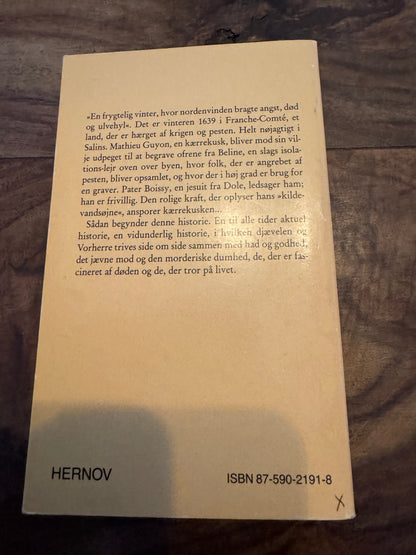 »En frygtelig vinter, hvor nordenvinden bragte angst, død
og ulvehyl«. Det er vinteren 1639 i Franche-Comté, et
land, der er hærget af krigen og pesten. Helt nøjagtigt i
Salins. Mathieu Guyon, en kærrekusk, bliver mod sin vil-
je udpeget til at begrave ofrene fra Beline, en slags isola-
tions-lejr oven over byen, hvor folk, der er angrebet af
pesten, bliver opsamlet, og hvor der i høj grad er brug for
en graver. Pater Boissy, en jesuit fra Dole, ledsager ham;
han er frivillig. Den rolige kraft, der oplyser hans »kilde-
vandsøjne«, ansporer kærrekusken...
Sådan begynder denne historie. En til alle tider aktuel
historie, en vidunderlig historie, i hvilken djævelen og
Vorherre trives side om side sammen med had og godhed,
det jævne mod og den morderiske dumhed, de, der er fas-
cineret af døden og de, der tror på livet.
HERNOV
ISBN 87-590-2191-8
x